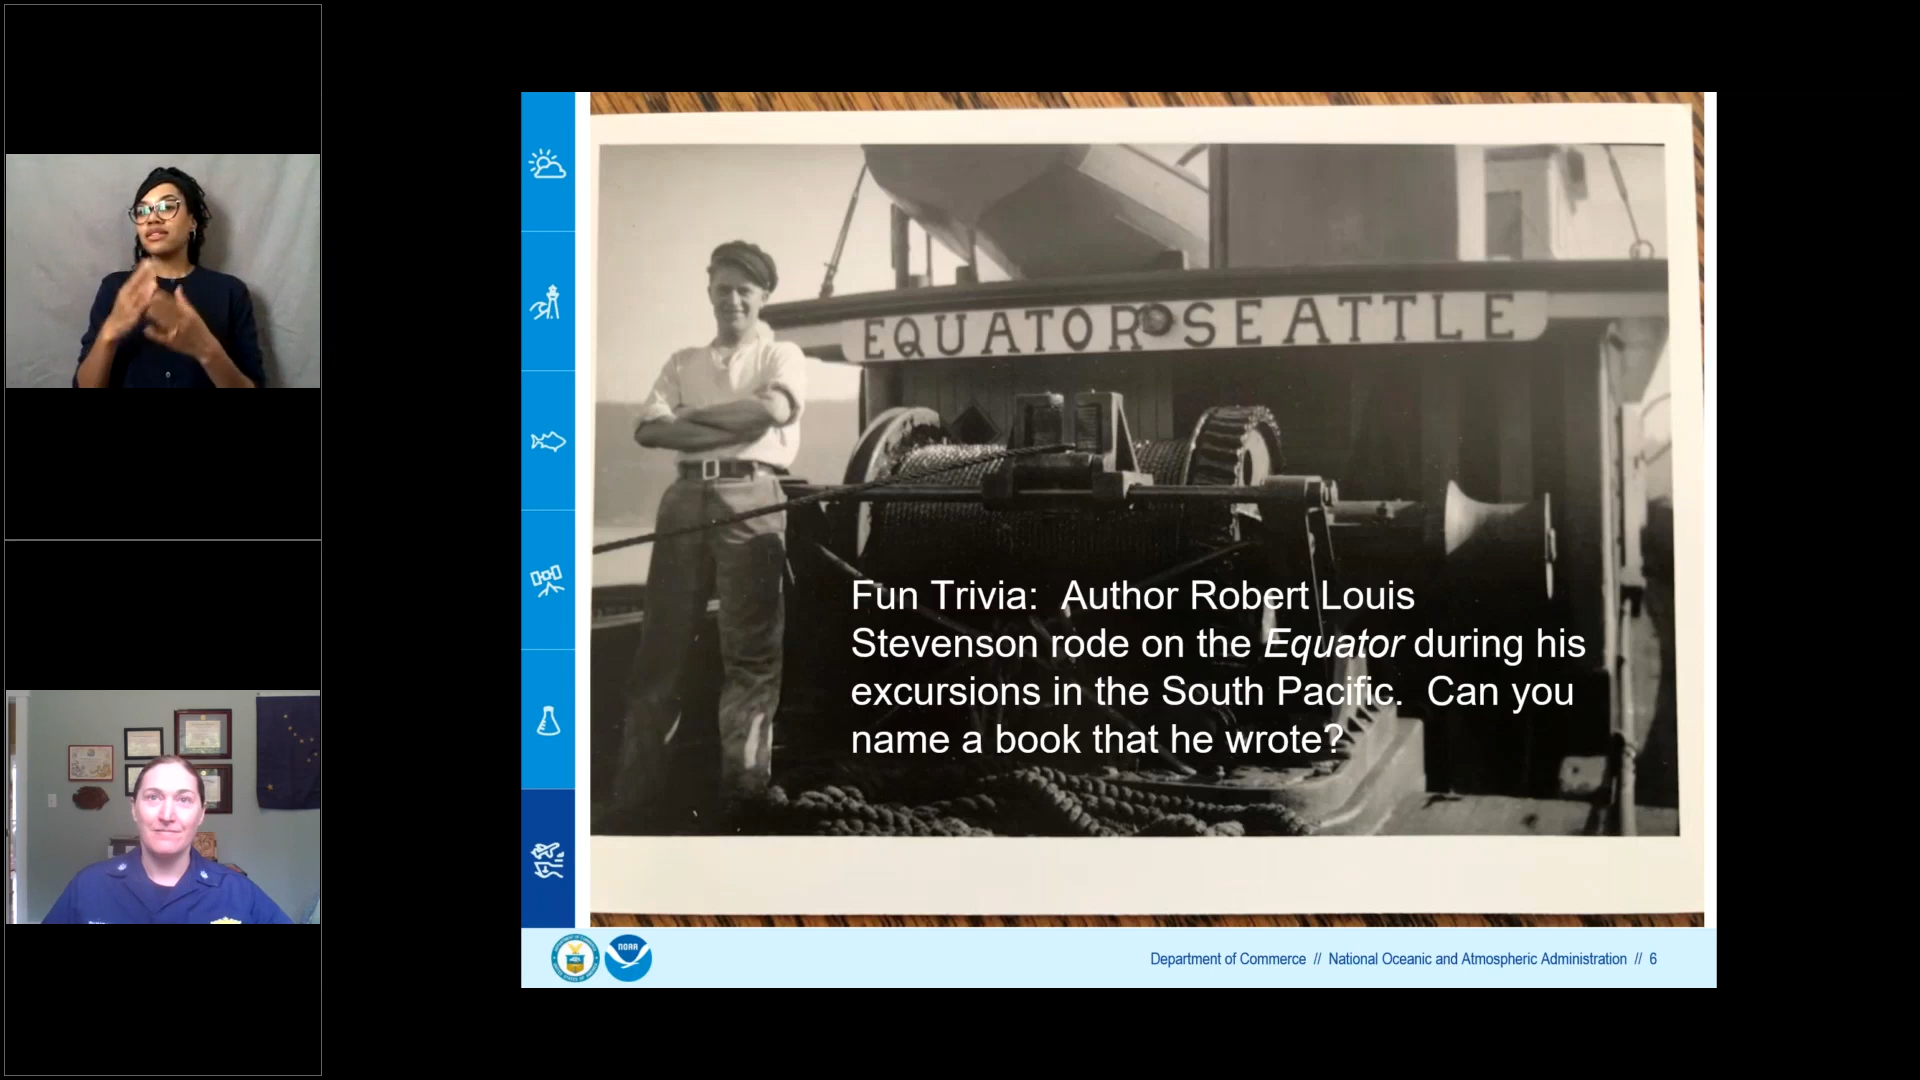 EQUATOR SEATTLE
Fun Trivia:  Author Robert Louis
Stevenson rode on the Equator during his
excursions in the South Pacific.  Can you
name a book that he wrote?
NOAA
Department of Commerce // National Oceanic and Atmospheric Administration // 6